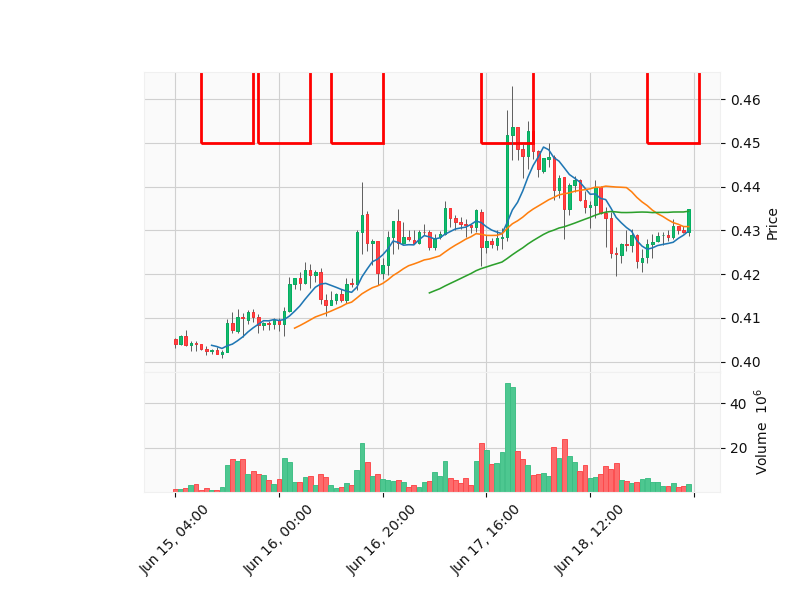 0.46
0.45
0.44
0.43
0.42
0.41
0.40
Price
40
20
Volume 10^6
Jun 15, 04:00
Jun 16, 00:00
Jun 16, 20:00
Jun 17, 16:00
Jun 18, 12:00